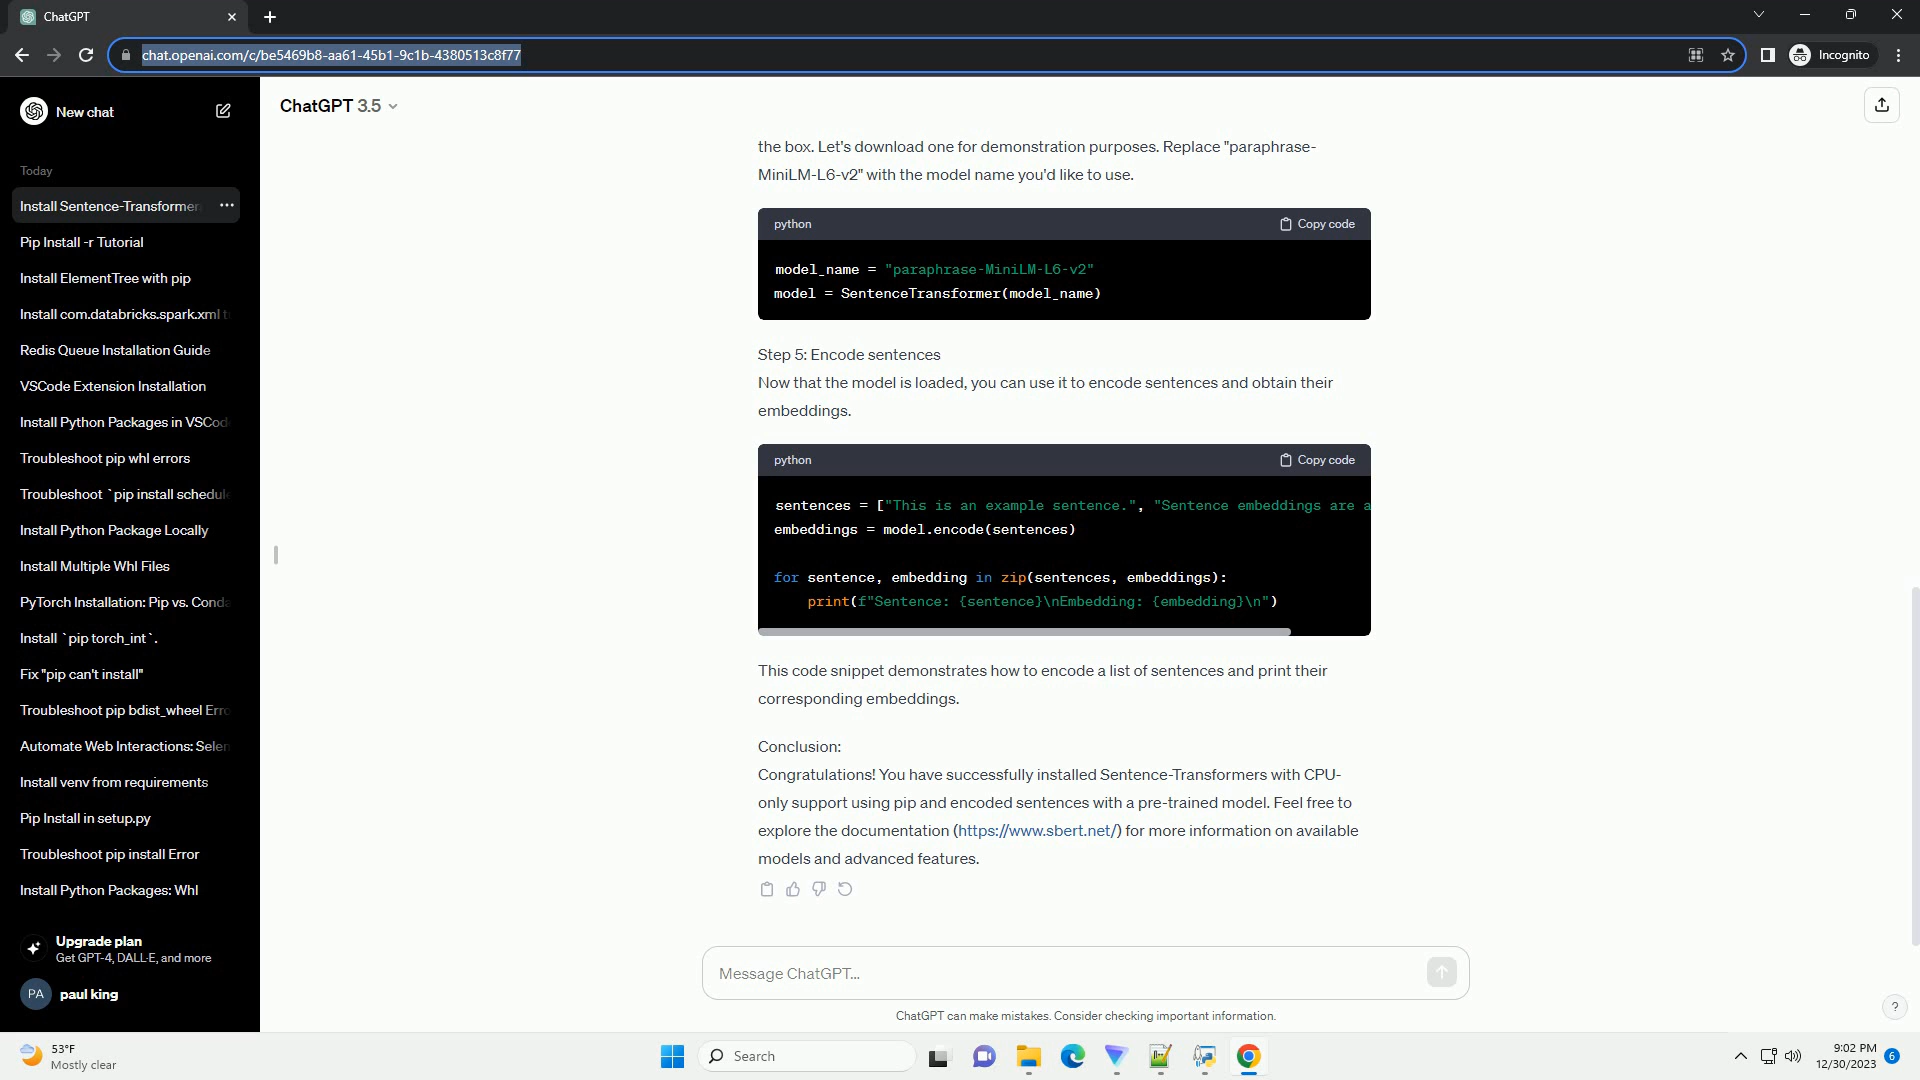 ChatGPT
chat.openai.com/c/be5469b8-aa61-45b1-9c1b-4380513c8f77
Incognito
New chat
Today
Install Sentence-Transformer
Pip Install -r Tutorial
Install ElementTree with pip
Install com.databricks.spark.xml
Redis Queue Installation Guide
VSCode Extension Installation
Install Python Packages in VSCod
Troubleshoot pip whl errors
Troubleshoot `pip install schedul
Install Python Package Locally
Install Multiple Whl Files
PyTorch Installation: Pip vs. Conda
Install `pip torch_int`.
Fix "pip can't install"
Troubleshoot pip bdist_wheel Erro
Automate Web Interactions: Selen
Install venv from requirements
Pip Install in setup.py
Troubleshoot pip install Error
Install Python Packages: Whl
Upgrade plan
Get GPT-4, DALL·E, and more
PA paul king
ChatGPT 3.5
the box. Let's download one for demonstration purposes. Replace "paraphrase-
MiniLM-L6-v2" with the model name you'd like to use.
python Copy code
model_name = "paraphrase-MiniLM-L6-v2"
model = SentenceTransformer(model_name)
Step 5: Encode sentences
Now that the model is loaded, you can use it to encode sentences and obtain their
embeddings.
python Copy code
sentences = ["This is an example sentence.", "Sentence embeddings are a
embeddings = model.encode(sentences)
for sentence, embedding in zip(sentences, embeddings):
print(f"Sentence: {sentence}\nEmbedding: {embedding}\n")
This code snippet demonstrates how to encode a list of sentences and print their
corresponding embeddings.
Conclusion:
Congratulations! You have successfully installed Sentence-Transformers with CPU-
only support using pip and encoded sentences with a pre-trained model. Feel free to
explore the documentation (https://www.sbert.net/) for more information on available
models and advanced features.
Message ChatGPT...
ChatGPT can make mistakes. Consider checking important information.
?
53°F
Mostly clear
Search
9:02 PM
12/30/2023
6